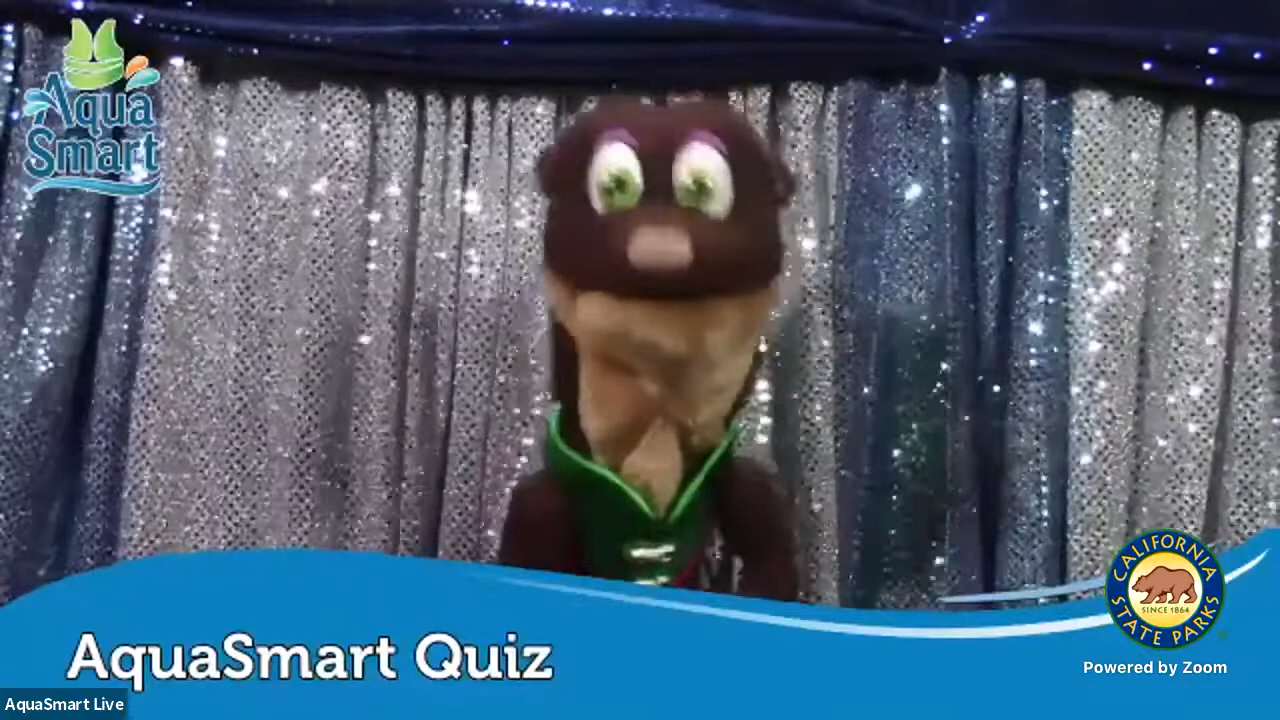 Aqua
Smart
CALIFORNIA
STATE PARKS
SINCE 1864
Powered by Zoom
AquaSmart Quiz
AquaSmart Live